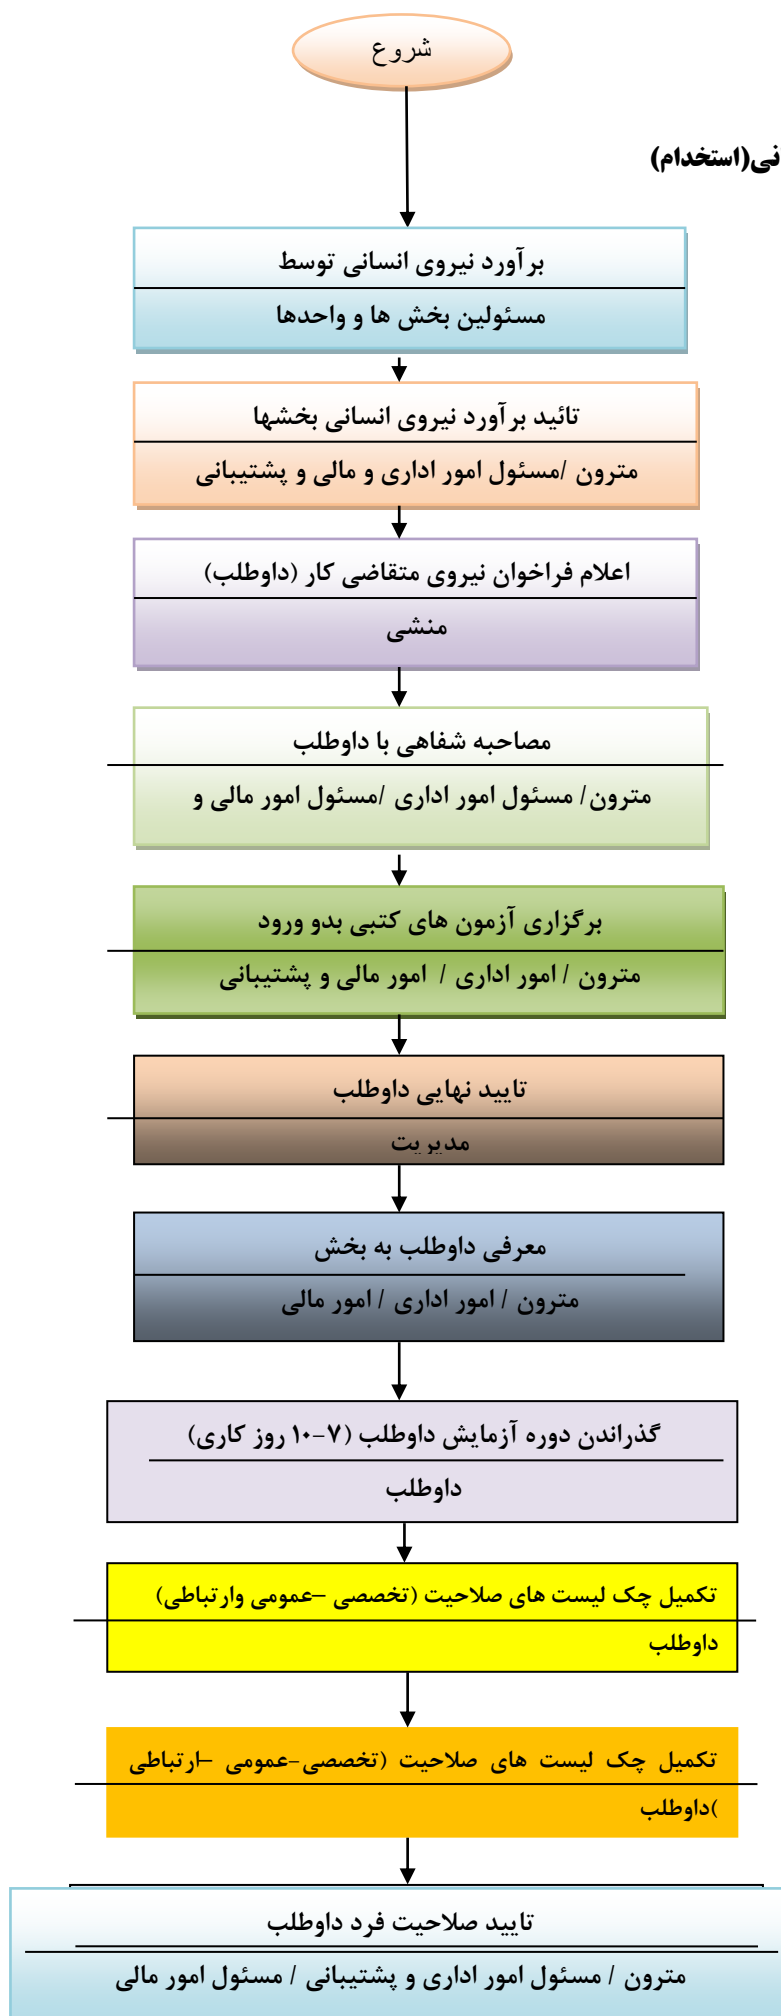 شروع
نی(استخدام)
برآورد نیروی انسانی توسط
مسئولین بخش ها و واحدها
تائید برآورد نیروی انسانی بخشها
مترون /مسئول امور اداری و مالی و پشتیبانی
اعلام فراخوان نیروی متقاضی کار (داوطلب)
منشی
مصاحبه شفاهی با داوطلب
مترون/ مسئول امور اداری /مسئول امور مالی و
برگزاری آزمون های کتبی بدو ورود
مترون / امور اداری / امور مالی و پشتیبانی
تایید نهایی داوطلب
مدیریت
معرفی داوطلب به بخش
مترون / امور اداری / امور مالی
گذراندن دوره آزمایش داوطلب (۷-۱۰ روز کاری)
داوطلب
تکمیل چک لیست های صلاحیت (تخصصی –عمومی وارتباطی)
داوطلب
تکمیل چک لیست های صلاحیت (تخصصی-عمومی –ارتباطی
)داوطلب
تایید صلاحیت فرد داوطلب
مترون / مسئول امور اداری و پشتیبانی / مسئول امور مالی